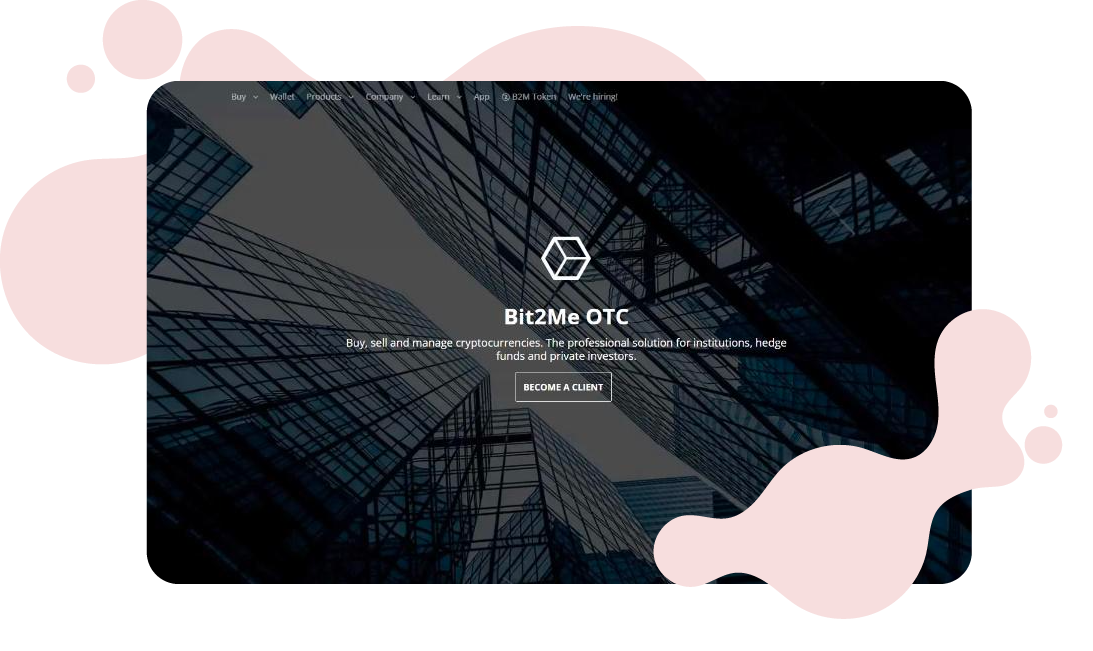 Buy Wallet Products Company Learn App B2M Token We're hiring!
Bit2Me OTC
Buy, sell and manage cryptocurrencies. The professional solution for institutions, hedge
funds and private investors.
BECOME A CLIENT